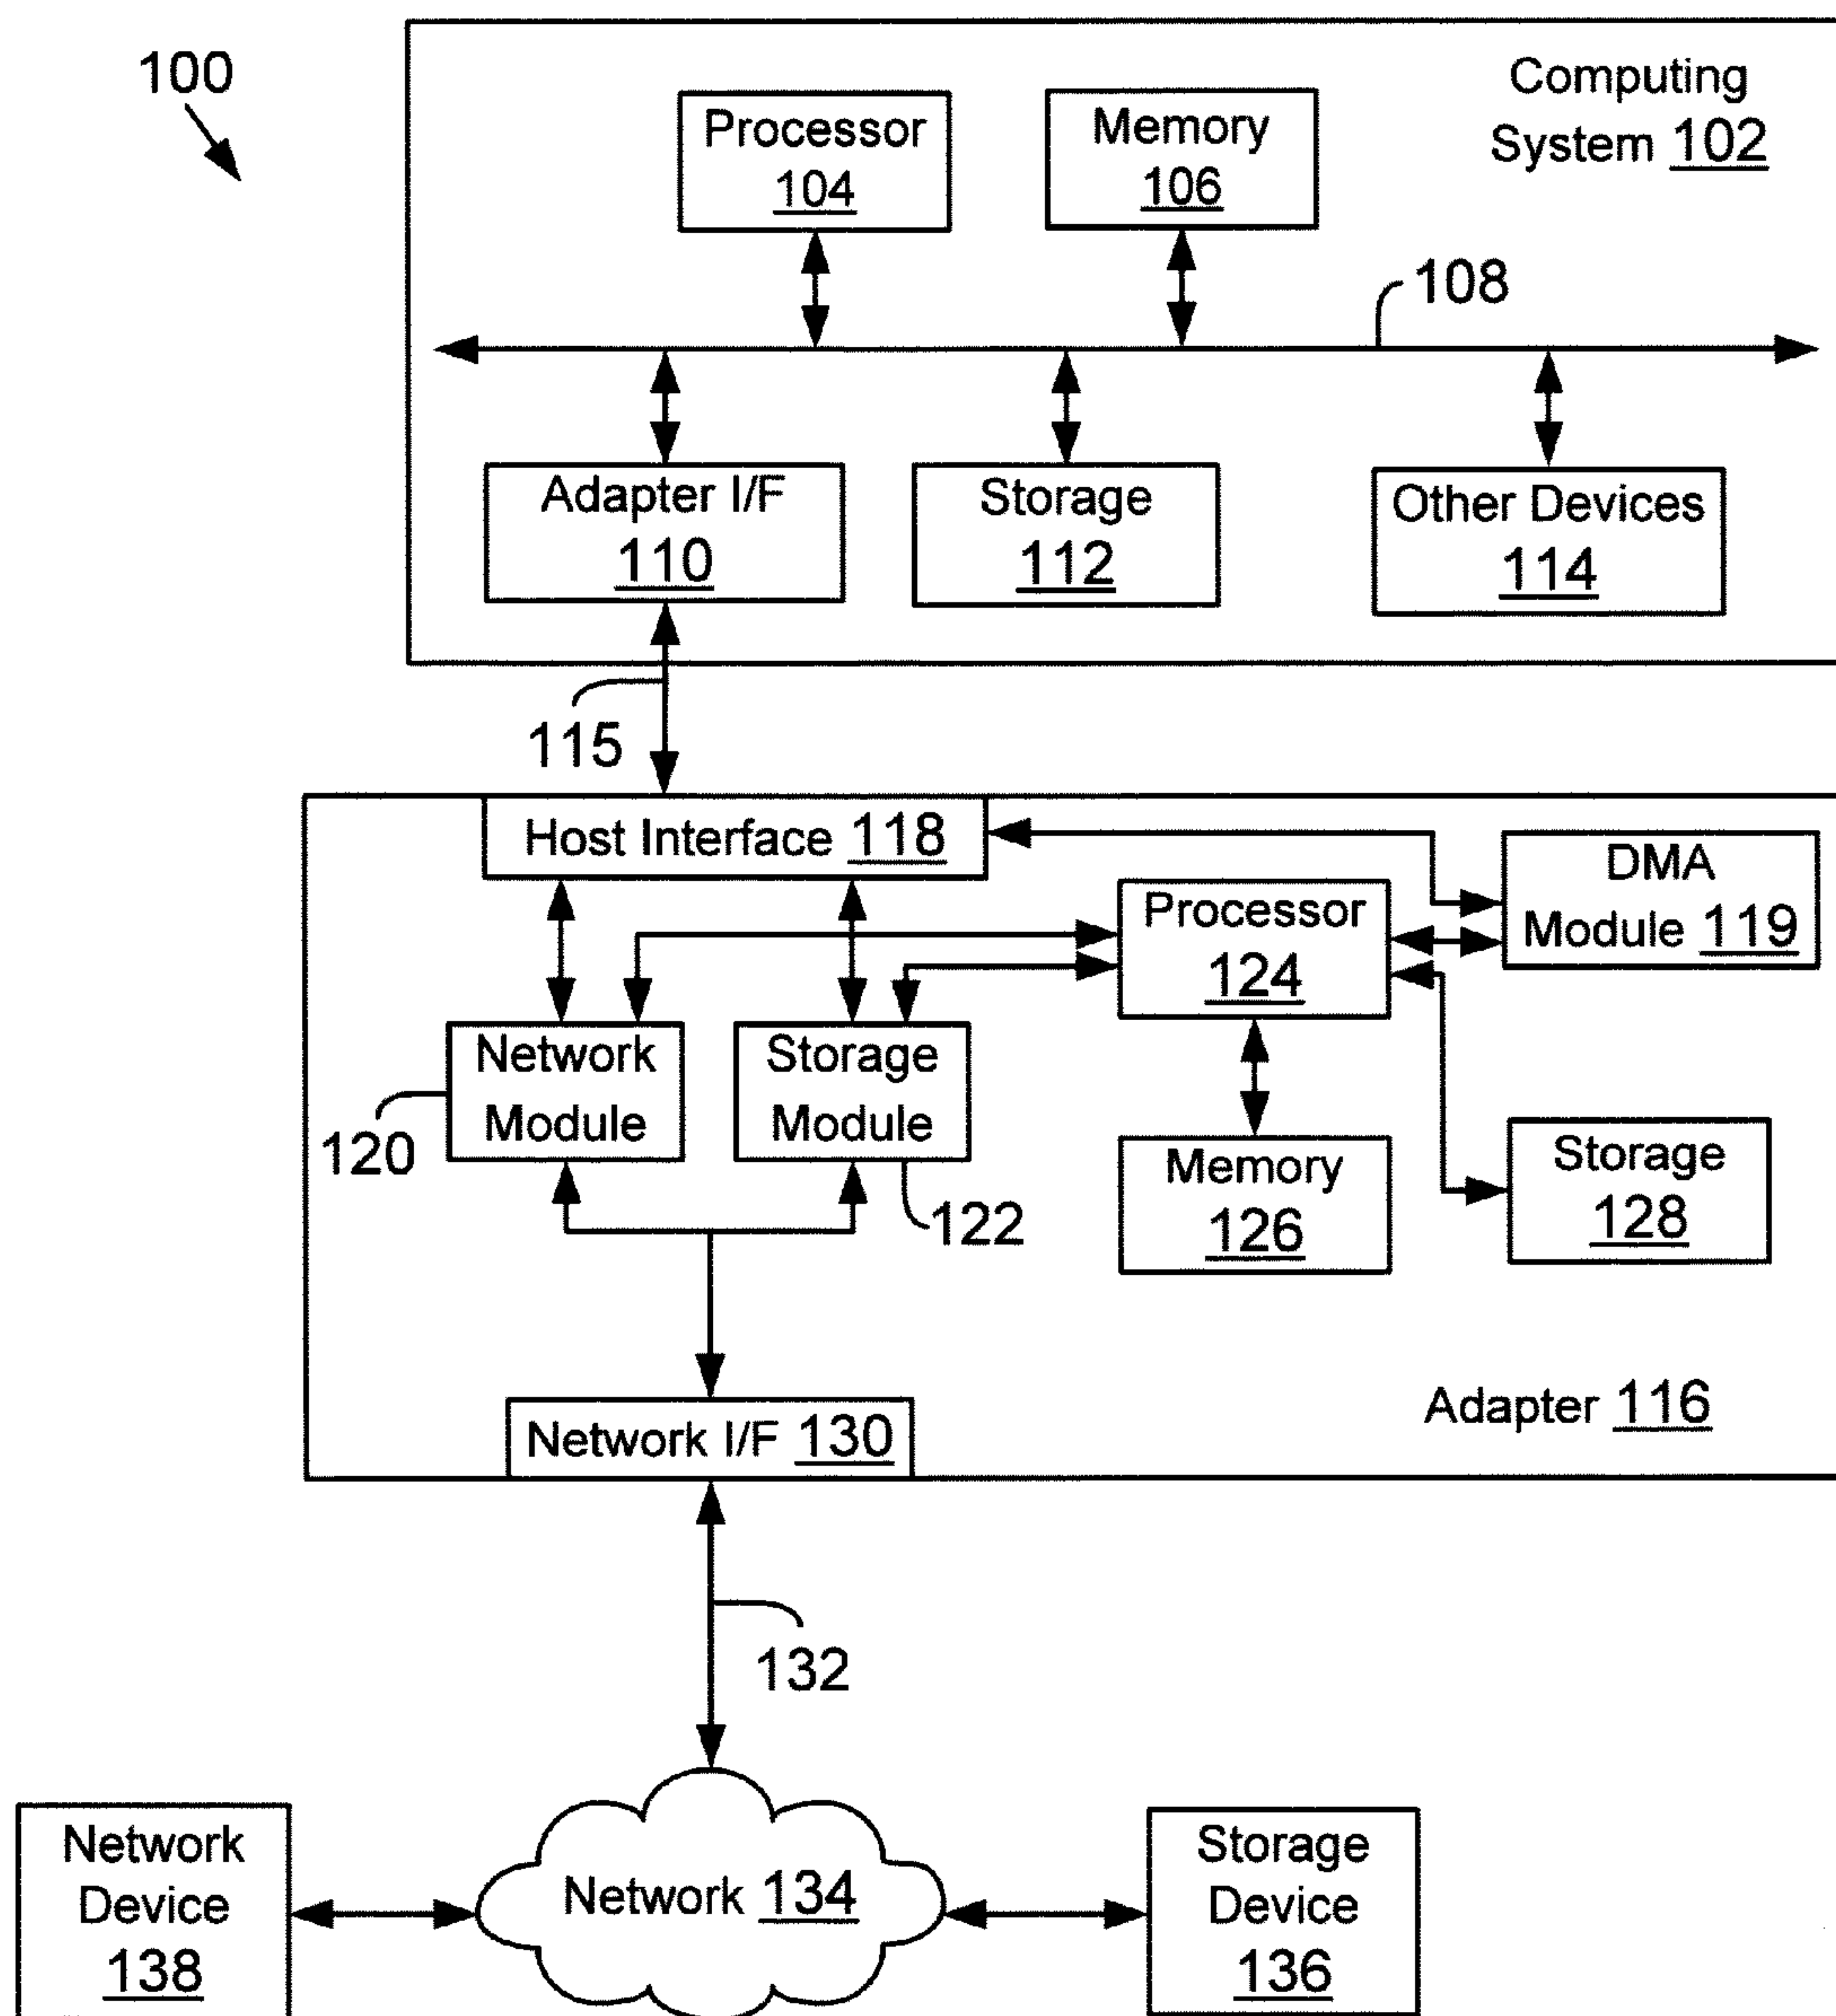 100
Computing
System 102
Processor
104
Memory
106
108
Adapter I/F
110
Storage
112
Other Devices
114
115
Host Interface 118
DMA
Module 119
Processor
124
Network
Module
120
Storage
Module
122
Memory
126
Storage
128
Network I/F 130
Adapter 116
132
Network
Device
138
Network 134
Storage
Device
136